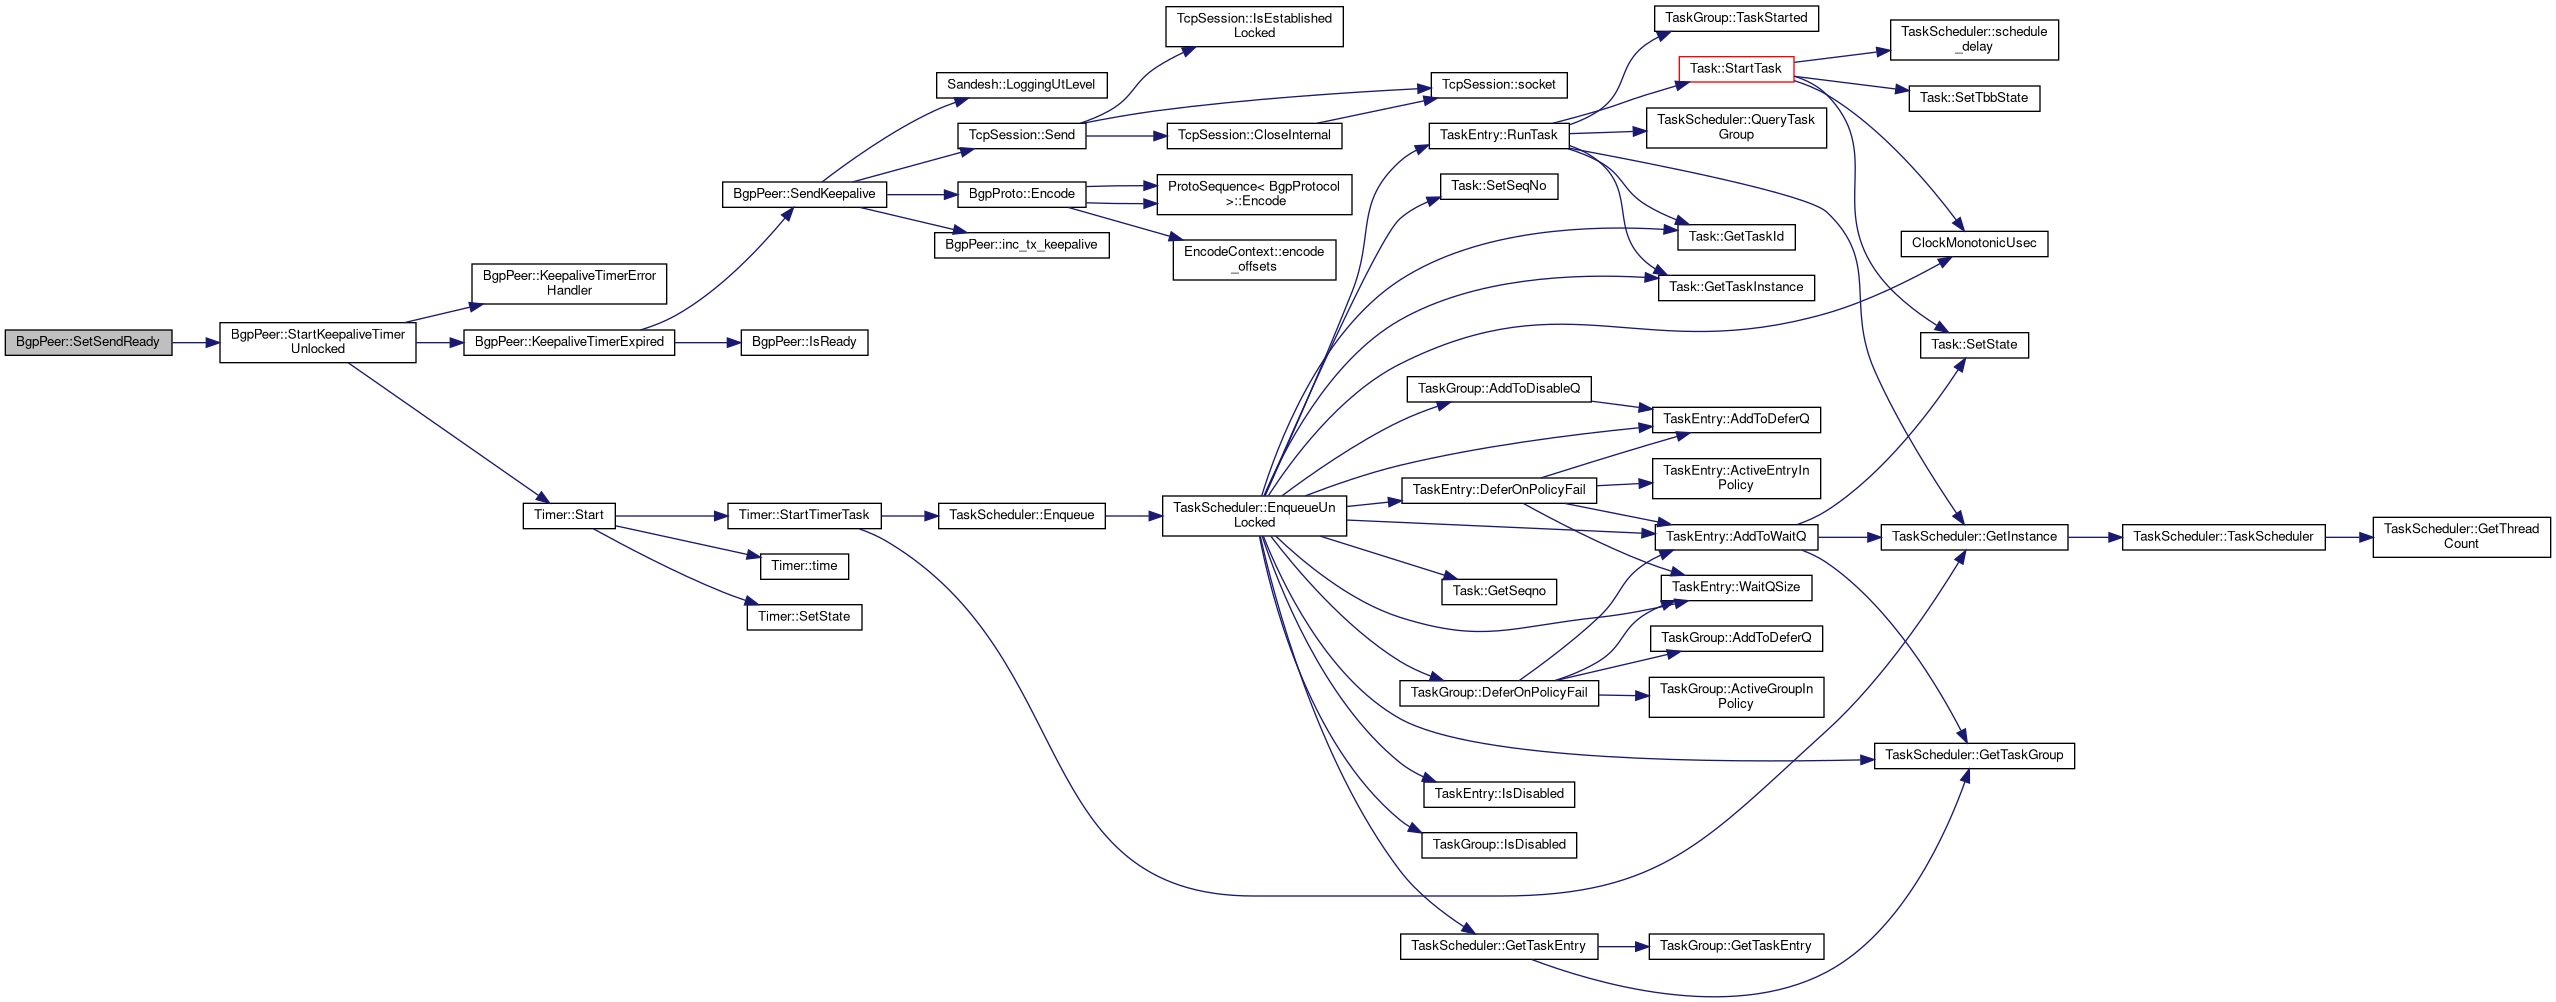 BgpPeer::SetSendReady
BgpPeer::StartKeepaliveTimer
Unlocked
BgpPeer::KeepaliveTimerError
Handler
BgpPeer::KeepaliveTimerExpired
Timer::Start
BgpPeer::SendKeepalive
BgpPeer::IsReady
Timer::StartTimerTask
Timer::time
Timer::SetState
Sandesh::LoggingUtLevel
TcpSession::Send
BgpProto::Encode
BgpPeer::inc_tx_keepalive
TaskScheduler::Enqueue
TcpSession::IsEstablished
Locked
TcpSession::CloseInternal
ProtoSequence< BgpProtocol
>::Encode
EncodeContext::encode
_offsets
TaskScheduler::EnqueueUn
Locked
TcpSession::socket
TaskEntry::RunTask
Task::SetSeqNo
TaskGroup::AddToDisableQ
TaskEntry::DeferOnPolicyFail
Task::GetSeqno
TaskGroup::DeferOnPolicyFail
TaskEntry::IsDisabled
TaskGroup::IsDisabled
TaskScheduler::GetTaskEntry
TaskGroup::TaskStarted
Task::StartTask
TaskScheduler::QueryTask
Group
Task::GetTaskId
Task::GetTaskInstance
TaskEntry::AddToDeferQ
TaskEntry::ActiveEntryIn
Policy
TaskEntry::AddToWaitQ
TaskEntry::WaitQSize
TaskGroup::AddToDeferQ
TaskGroup::ActiveGroupIn
Policy
TaskGroup::GetTaskEntry
TaskScheduler::schedule
_delay
Task::SetTbbState
ClockMonotonicUsec
Task::SetState
TaskScheduler::GetInstance
TaskScheduler::GetTaskGroup
TaskScheduler::TaskScheduler
TaskScheduler::GetThread
Count